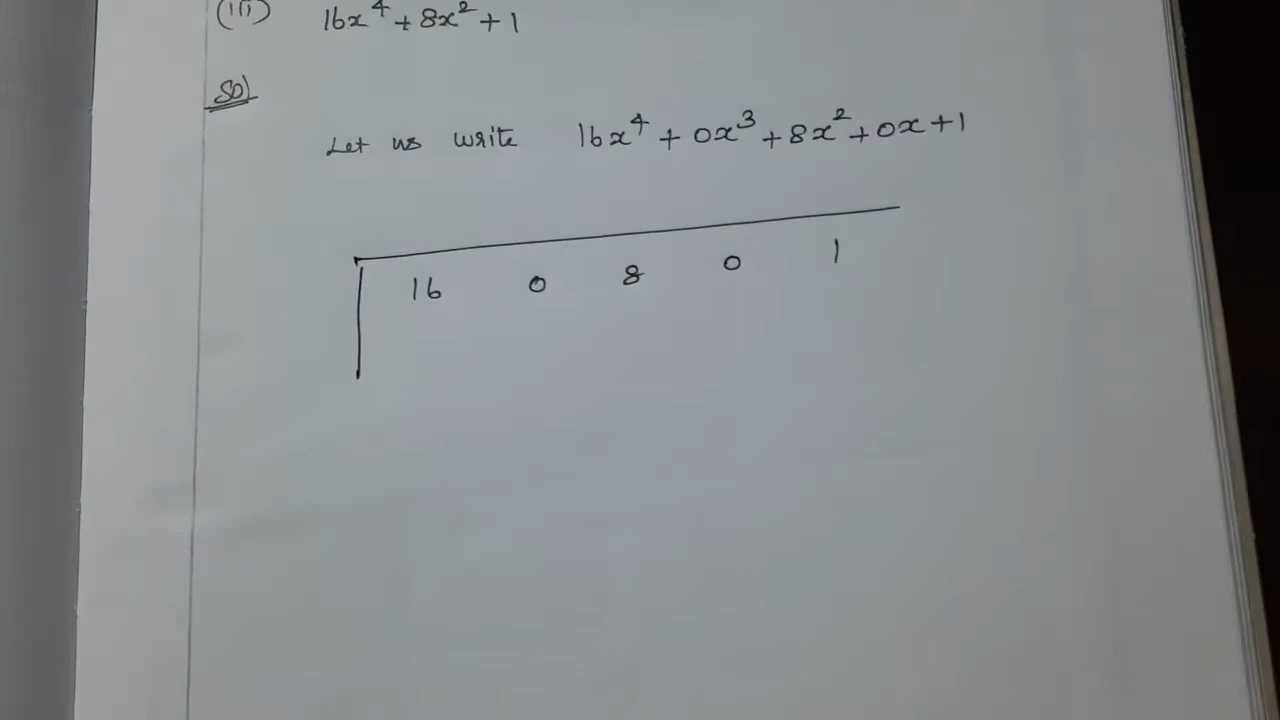 (iii) 16x⁴ + 8x² + 1
Sol
Let us write 16x⁴ + 0x³ + 8x² + 0x + 1
16 0 8 0 1